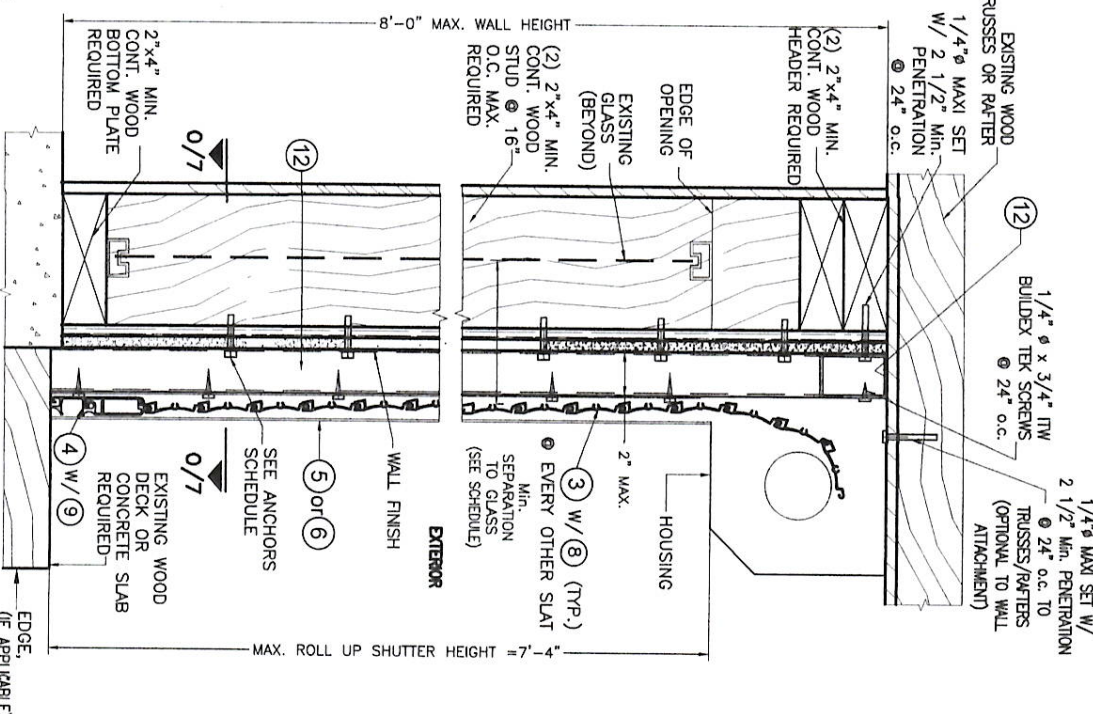 8'-0" MAX. WALL HEIGHT
EXISTING WOOD
TRUSSES OR RAFTER
1/4"ø MAXI SET
W/ 2 1/2" Min.
PENETRATION
@ 24" o.c.
(2) 2"x4" MIN.
CONT. WOOD
HEADER REQUIRED
EDGE OF
OPENING
EXISTING
GLASS
(BEYOND)
(2) 2"x4" MIN.
CONT. WOOD
STUD @ 16"
O.C. MAX.
REQUIRED
12
O/7
2"x4" MIN.
CONT. WOOD
BOTTOM PLATE
REQUIRED
12
1/4" ø x 3/4" ITW
BUILDEX TEK SCREWS
@ 24" o.c.
1/4"ø MAXI SET W/
2 1/2" Min. PENETRATION
@ 24" o.c. TO
TRUSSES/RAFTERS
(OPTIONAL TO WALL
ATTACHMENT)
HOUSING
2" MAX.
3 W/ 8 (TYP.)
@ EVERY OTHER SLAT
Min.
SEPARATION
TO GLASS
(SEE SCHEDULE)
EXTERIOR
WALL FINISH
5 or 6
SEE ANCHORS
SCHEDULE
O/7
4 W/ 9
EXISTING WOOD
DECK OR
CONCRETE SLAB
REQUIRED
MAX. ROLL UP SHUTTER HEIGHT =7'-4"
EDGE,
(IF APPLICABLE)